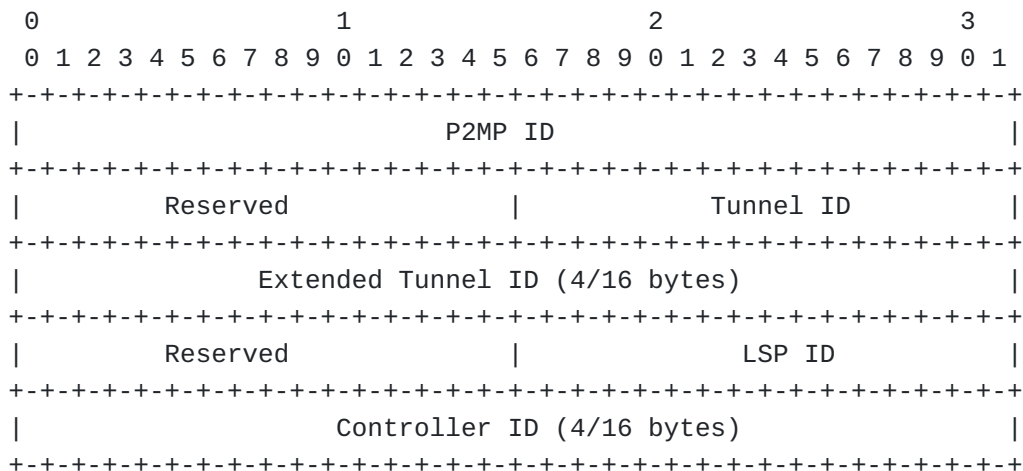 0                   1                   2                   3
 0 1 2 3 4 5 6 7 8 9 0 1 2 3 4 5 6 7 8 9 0 1 2 3 4 5 6 7 8 9 0 1
+-+-+-+-+-+-+-+-+-+-+-+-+-+-+-+-+-+-+-+-+-+-+-+-+-+-+-+-+-+-+-+-+
|                           P2MP ID                             |
+-+-+-+-+-+-+-+-+-+-+-+-+-+-+-+-+-+-+-+-+-+-+-+-+-+-+-+-+-+-+-+-+
|         Reserved              |            Tunnel ID          |
+-+-+-+-+-+-+-+-+-+-+-+-+-+-+-+-+-+-+-+-+-+-+-+-+-+-+-+-+-+-+-+-+
|               Extended Tunnel ID (4/16 bytes)                 |
+-+-+-+-+-+-+-+-+-+-+-+-+-+-+-+-+-+-+-+-+-+-+-+-+-+-+-+-+-+-+-+-+
|         Reserved              |              LSP ID           |
+-+-+-+-+-+-+-+-+-+-+-+-+-+-+-+-+-+-+-+-+-+-+-+-+-+-+-+-+-+-+-+-+
|                    Controller ID (4/16 bytes)                 |
+-+-+-+-+-+-+-+-+-+-+-+-+-+-+-+-+-+-+-+-+-+-+-+-+-+-+-+-+-+-+-+-+